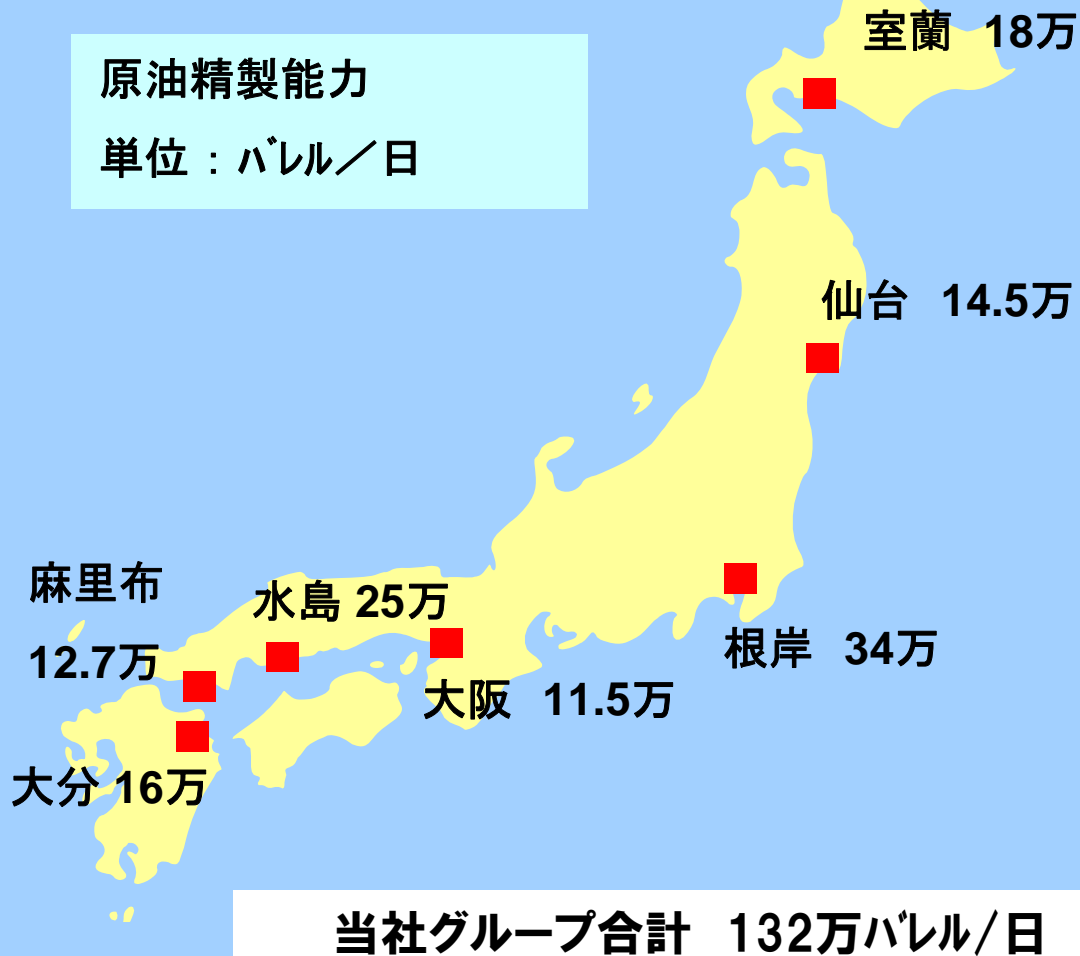 室蘭 18万
原油精製能力
単位：ﾊﾞﾚﾙ／日
仙台 14.5万
麻里布
12.7万
水島 25万
根岸 34万
大阪 11.5万
大分 16万
当社グループ合計 132万ﾊﾞﾚﾙ/日